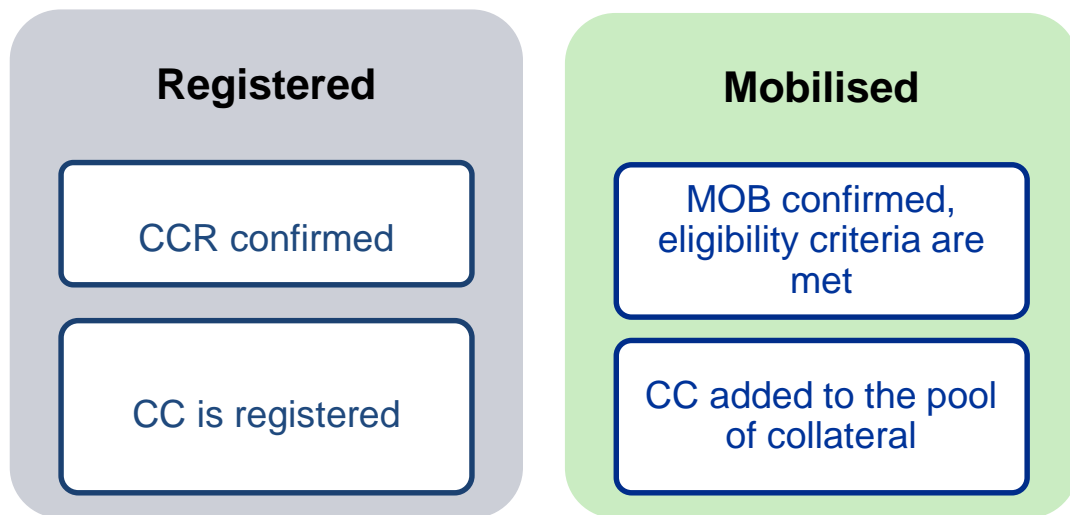 Registered
CCR confirmed
CC is registered
Mobilised
MOB confirmed,
eligibility criteria are
met
CC added to the pool
of collateral